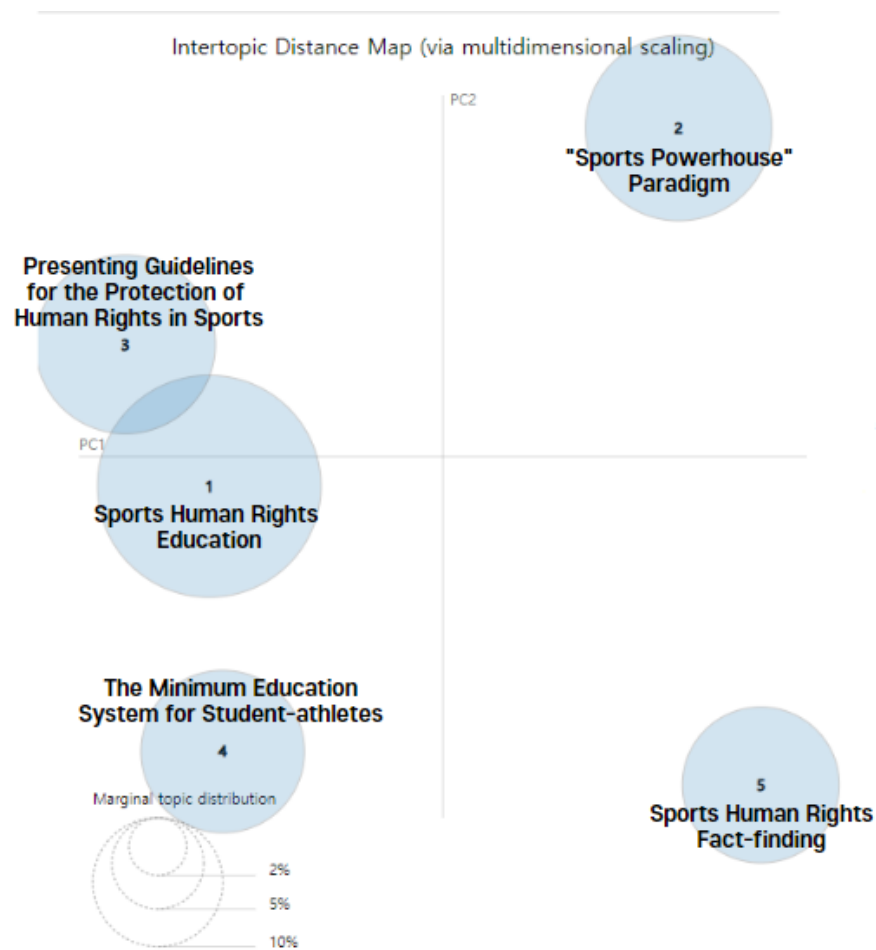 Intertopic Distance Map (via multidimensional scaling)
PC2
2
"Sports Powerhouse"
Paradigm
Presenting Guidelines
for the Protection of
Human Rights in Sports
3
PC1
1
Sports Human Rights
Education
The Minimum Education
System for Student-athletes
4
5
Sports Human Rights
Fact-finding
Marginal topic distribution
2%
5%
10%